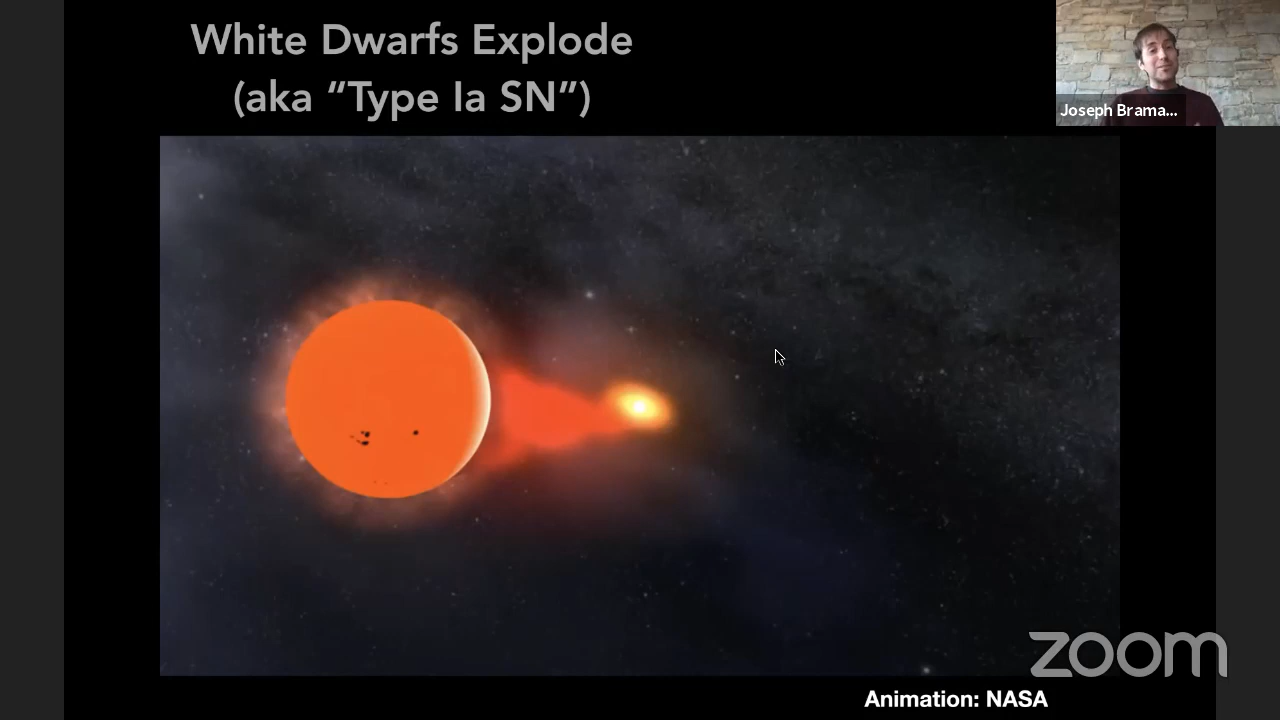 White Dwarfs Explode
(aka “Type Ia SN”)
Joseph Brama...
zoom
Animation: NASA